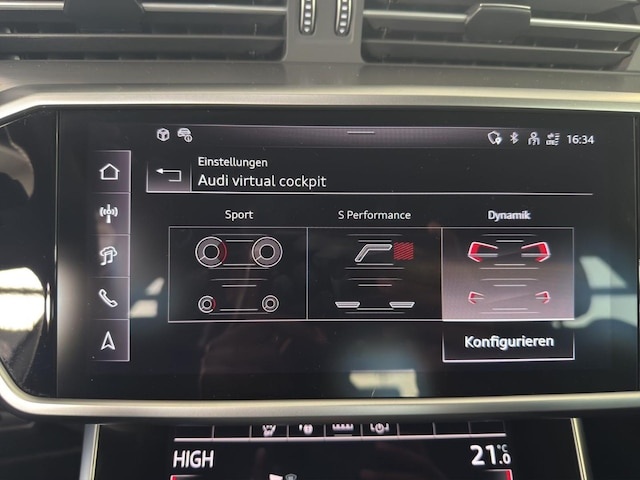 16:34
Einstellungen
Audi virtual cockpit
Sport
S Performance
Dynamik
Konfigurieren
HIGH
21.0 °C